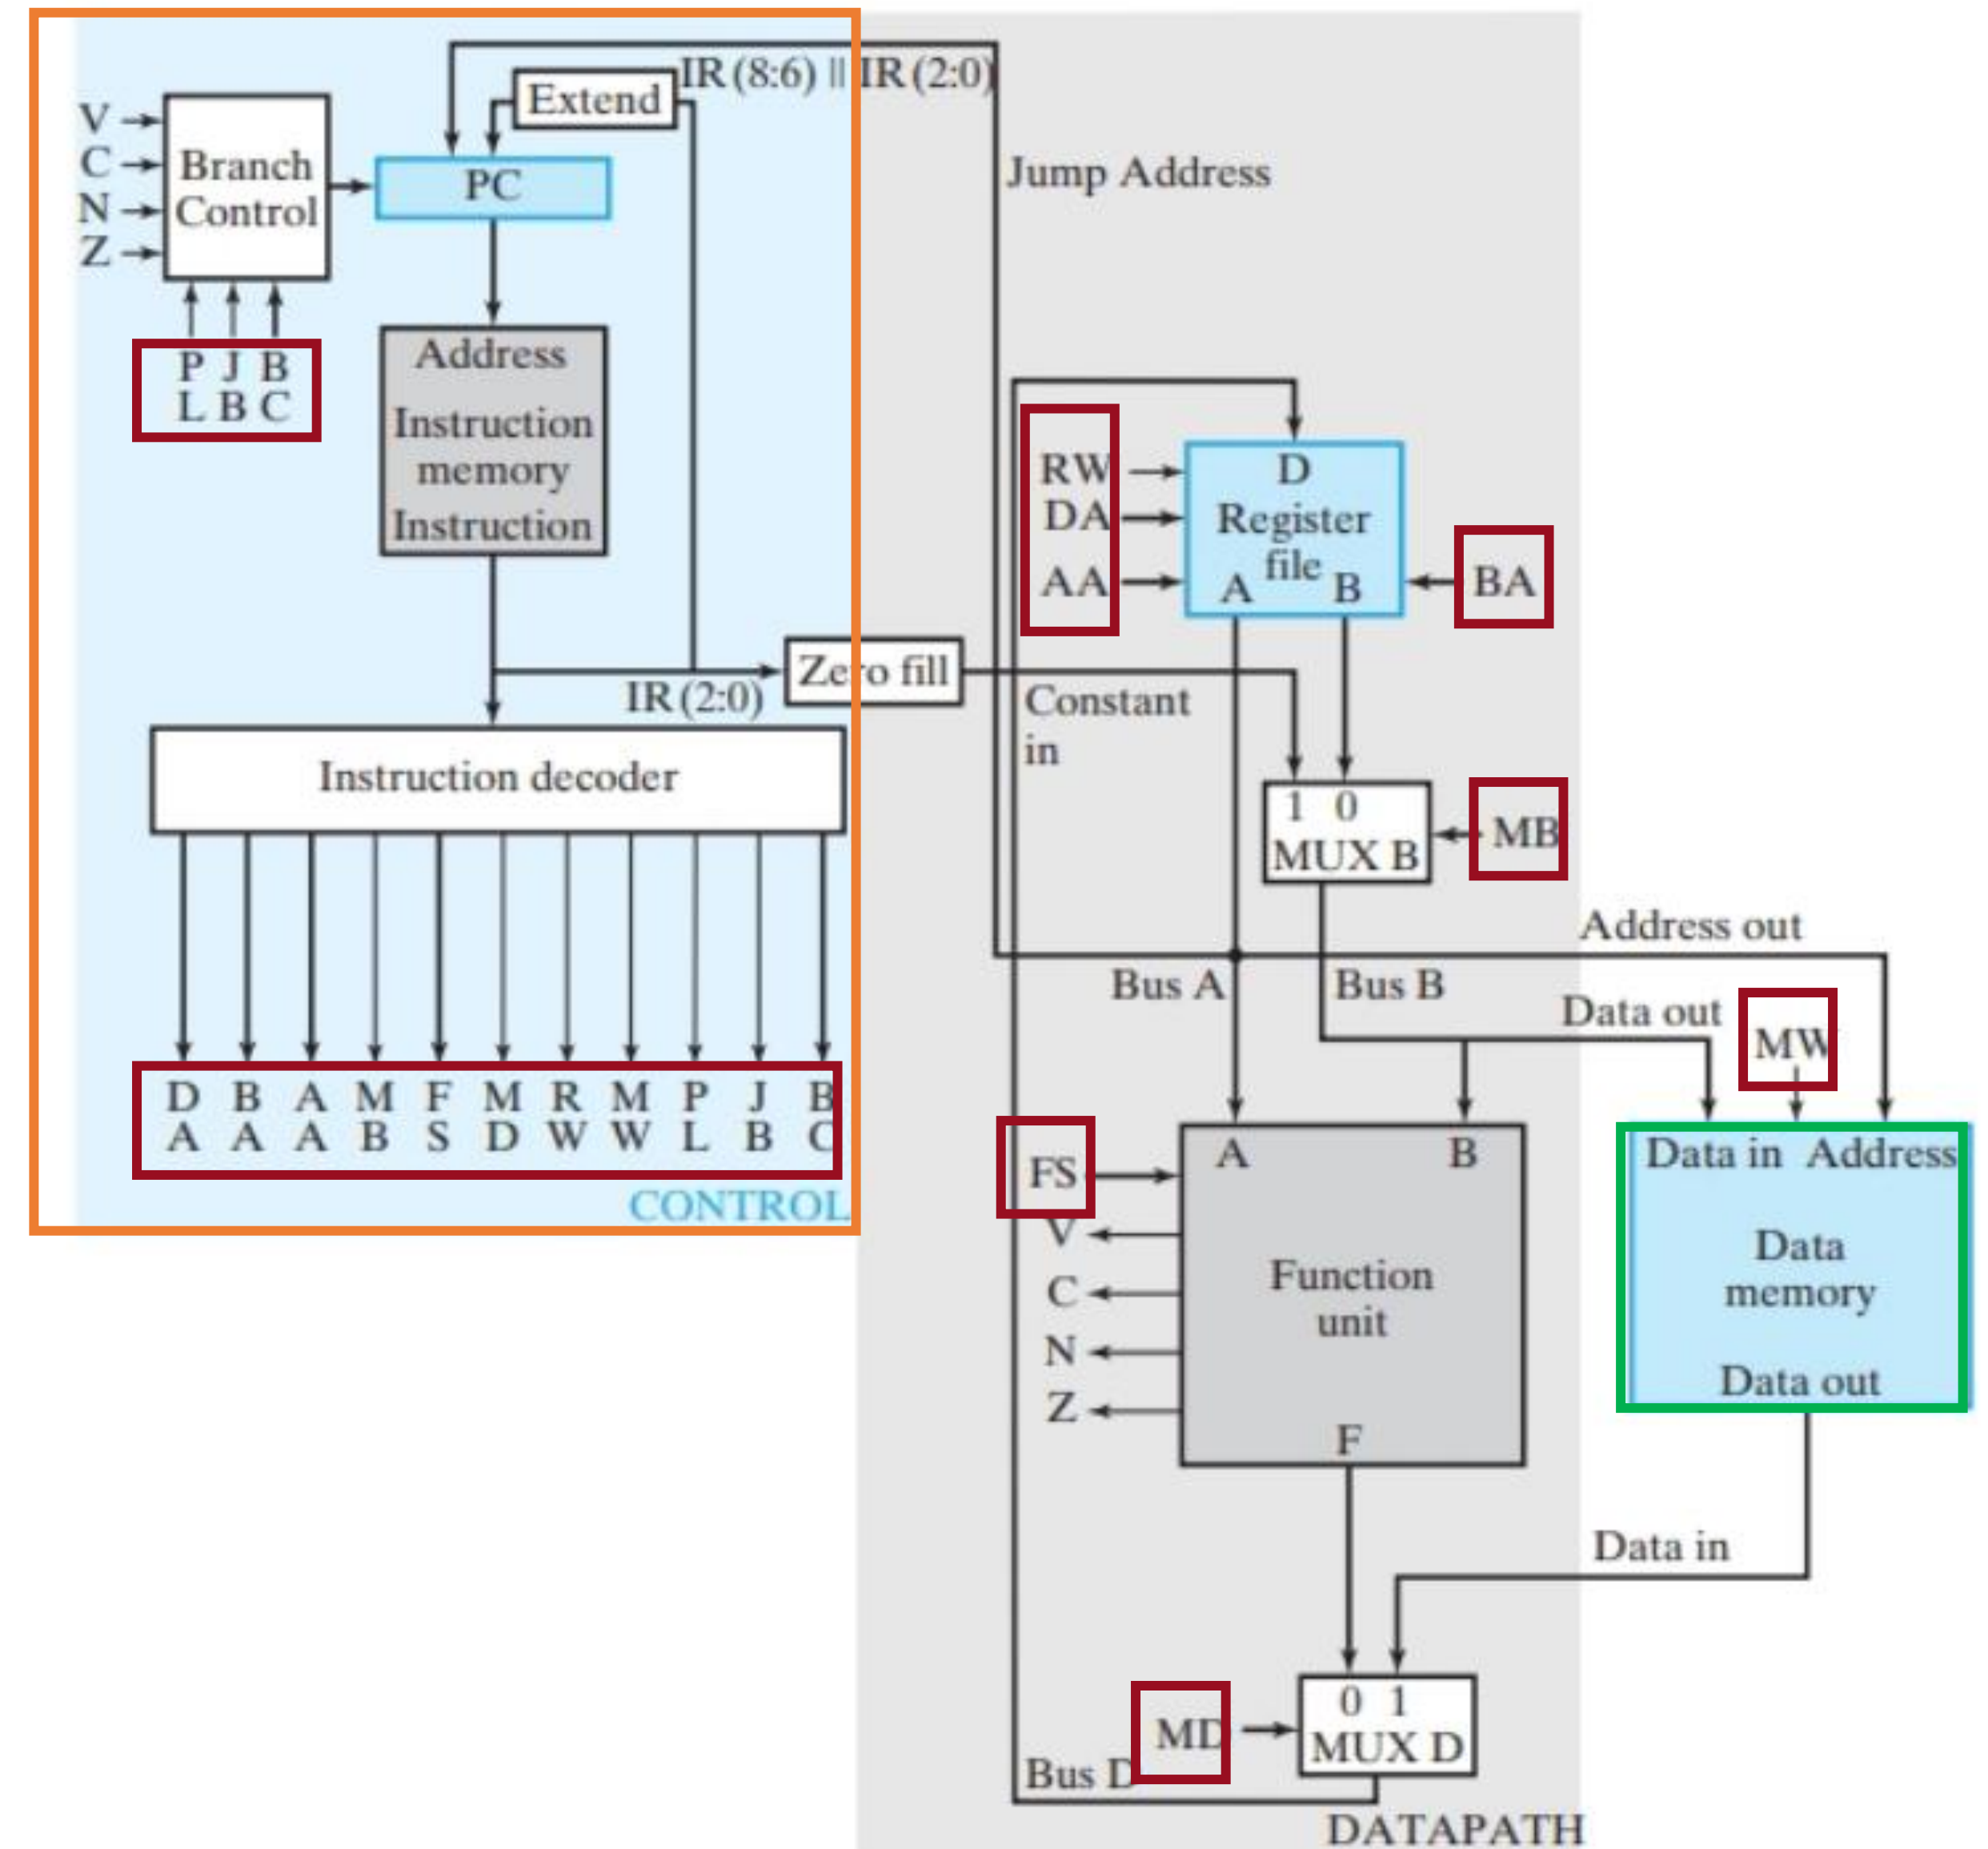 IR (8:6) || IR (2:0)
Extend
V
C
N
Z
Branch
Control
PC
Jump Address
P J B
L B C
Address
Instruction
memory
Instruction
RW
DA
AA
D
Register
file
A B
BA
IR (2:0)
Zero fill
Constant
in
Instruction decoder
1 0
MUX B
MB
Address out
Bus A
Bus B
Data out
MW
D B A M F M R M P J B
A A A B S D W W L B C
CONTROL
FS
V
C
N
Z
A B
Function
unit
F
Data in Address
Data
memory
Data out
Data in
MD
0 1
MUX D
Bus D
DATAPATH